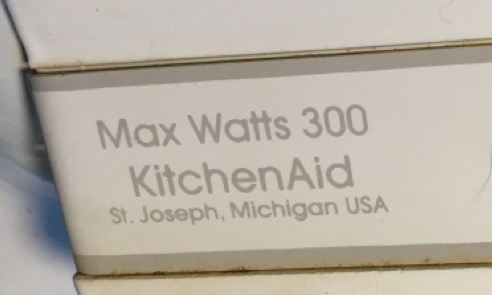 Max Watts 300
KitchenAid
St. Joseph, Michigan USA